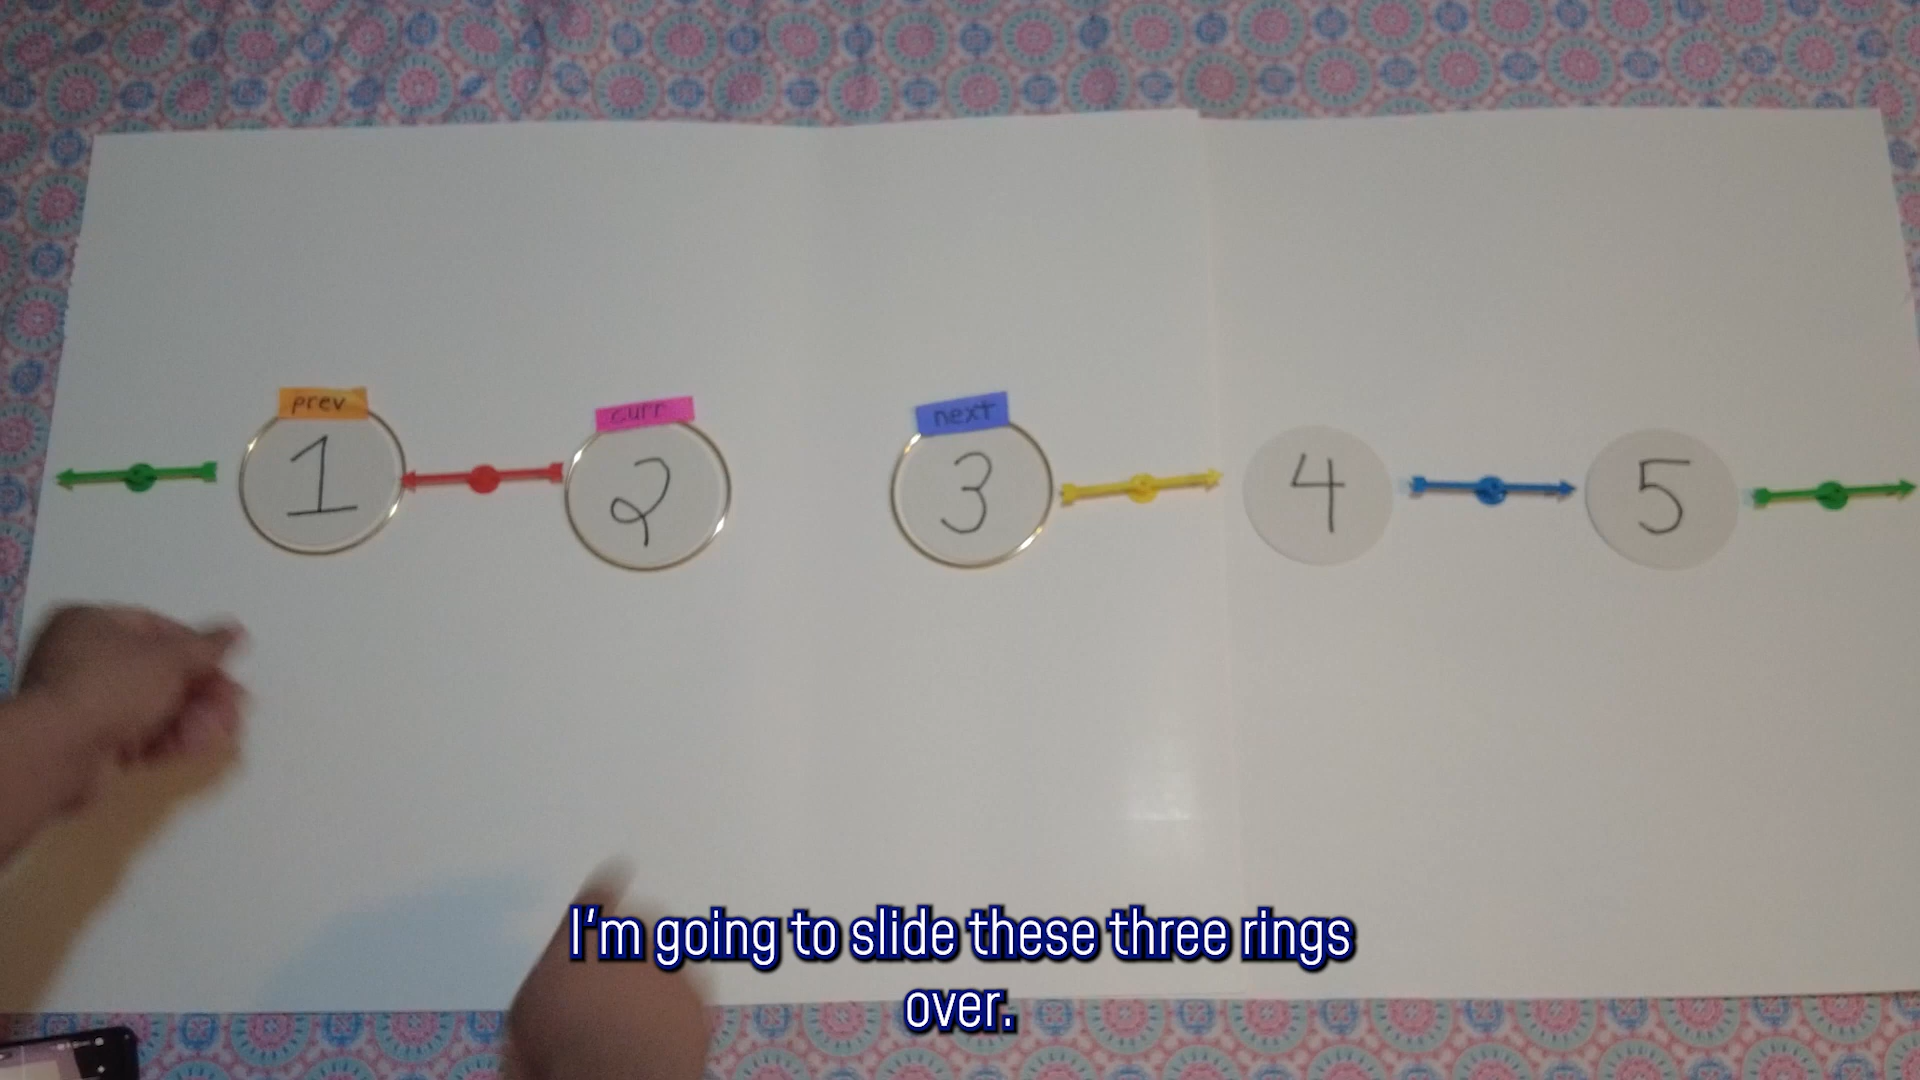 prev
curr
next
1
2
3
4
5
I'm going to slide these three rings
over.